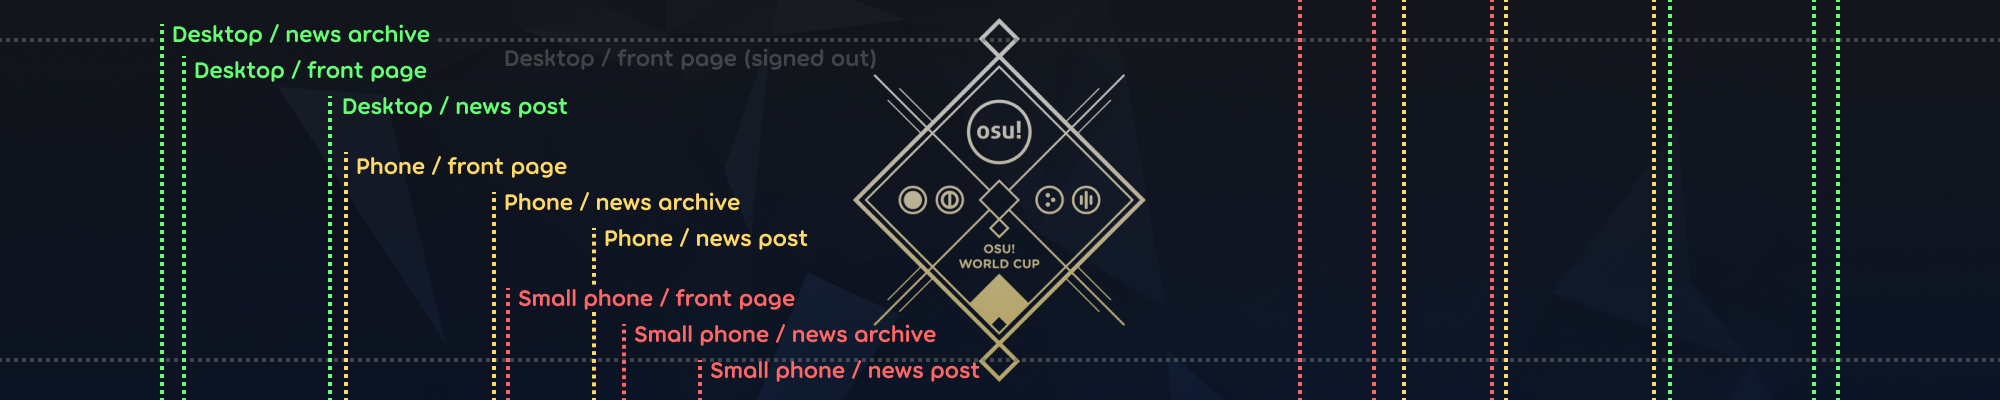 Desktop / news archive
Desktop / front page (signed out)
Desktop / front page
Desktop / news post
osu!
Phone / front page
Phone / news archive
Phone / news post
OSU!
WORLD CUP
Small phone / front page
Small phone / news archive
Small phone / news post